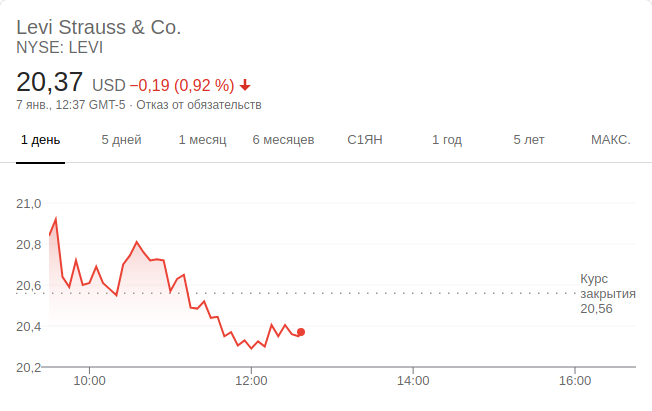 Levi Strauss & Co.
NYSE: LEVI
20,37 USD −0,19 (0,92 %)
7 янв., 12:37 GMT-5 · Отказ от обязательств
1 день 5 дней 1 месяц 6 месяцев С1ЯН 1 год 5 лет МАКС.
21,0
20,8
20,6
Курс
закрытия
20,56
20,4
20,2
10:00 12:00 14:00 16:00